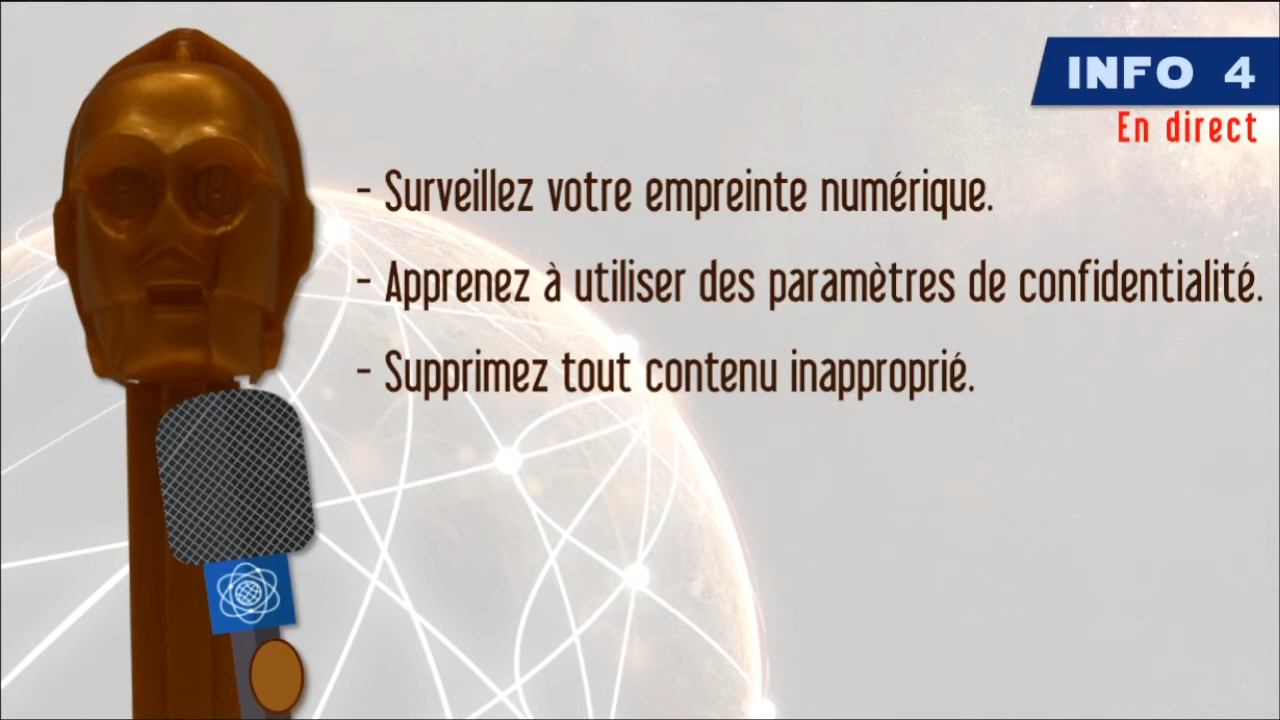 INFO 4
En direct
- Surveillez votre empreinte numérique.
- Apprenez à utiliser des paramètres de confidentialité.
- Supprimez tout contenu inapproprié.